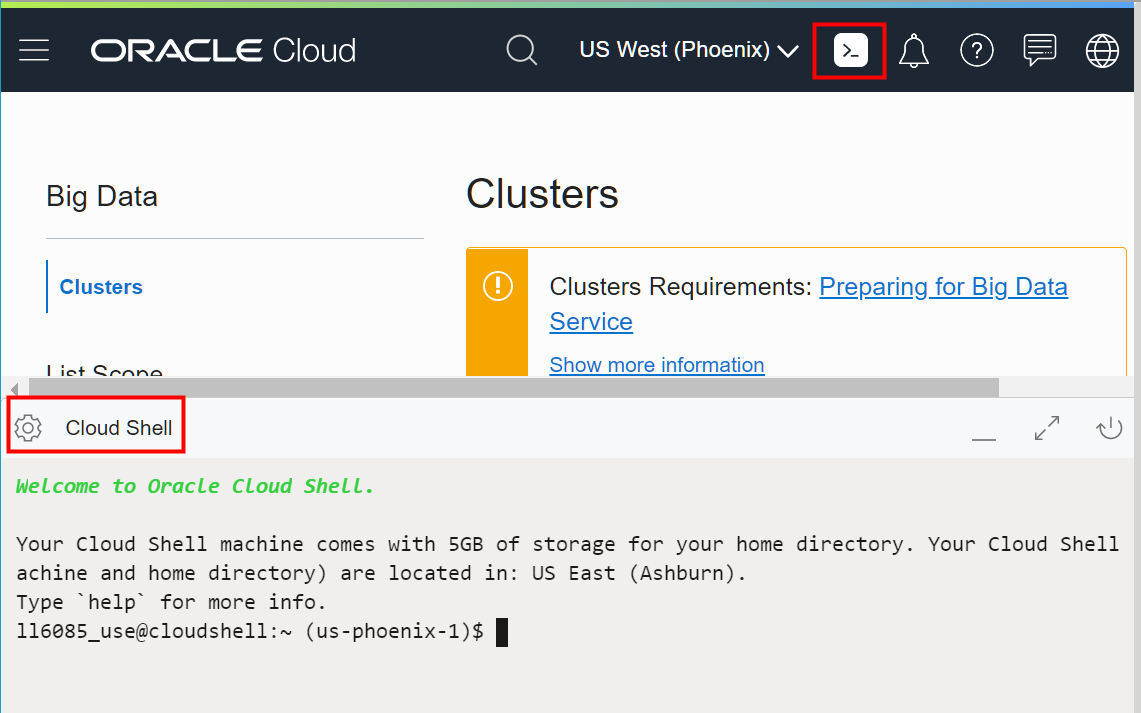 ORACLE Cloud
US West (Phoenix)
Big Data
Clusters
Clusters
Clusters Requirements: Preparing for Big Data
Service
Show more information
List Scope
Cloud Shell
Welcome to Oracle Cloud Shell.
Your Cloud Shell machine comes with 5GB of storage for your home directory. Your Cloud Shell
achine and home directory) are located in: US East (Ashburn).
Type `help` for more info.
ll6085_use@cloudshell:~ (us-phoenix-1)$